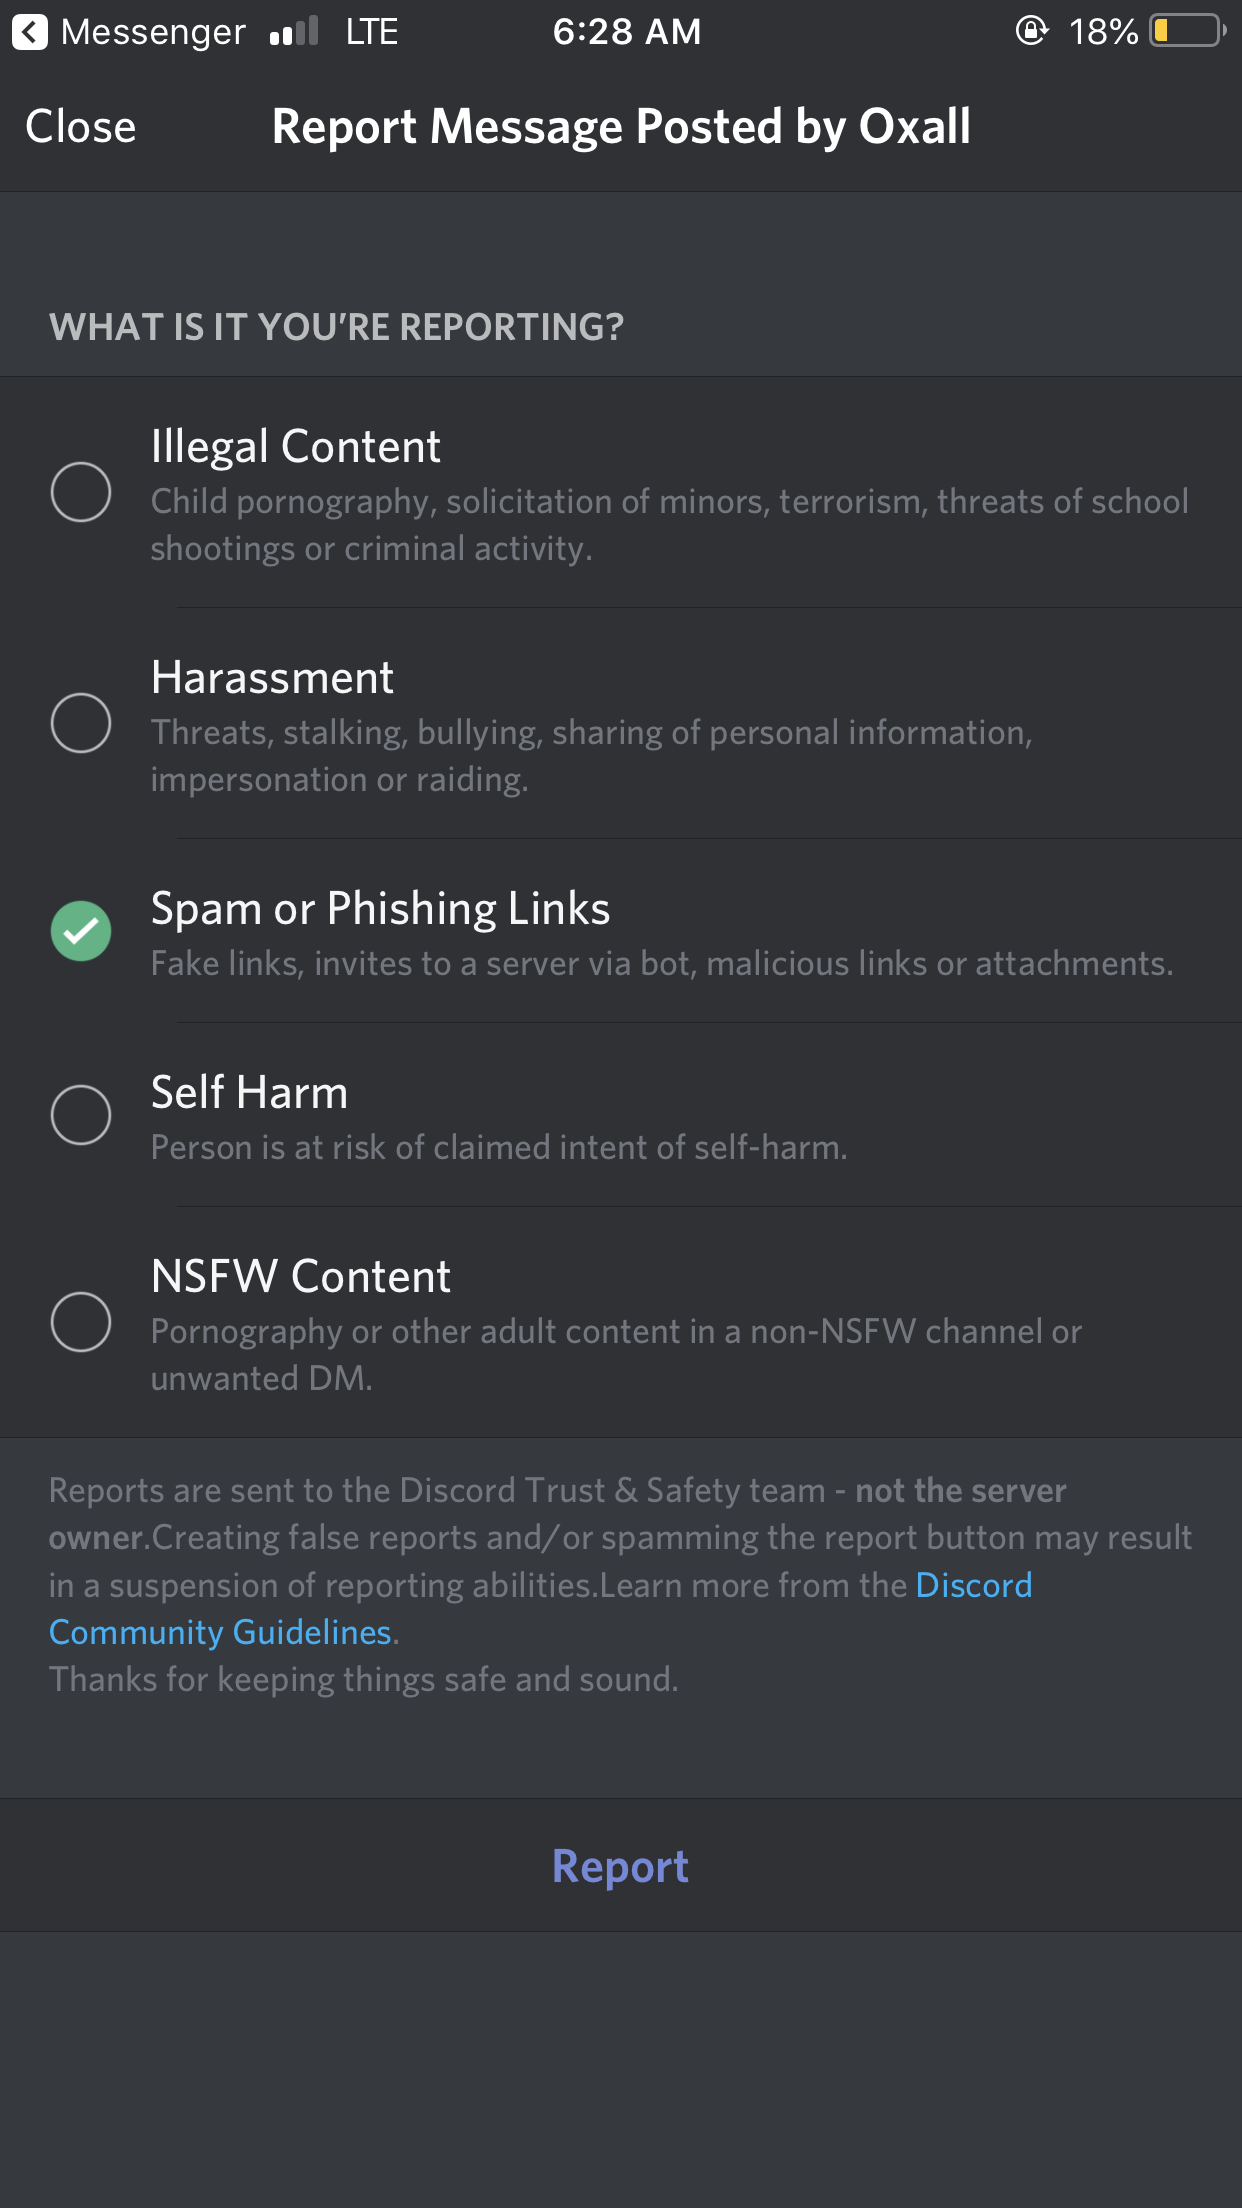 Messenger LTE 6:28 AM 18%
Close Report Message Posted by Oxall
WHAT IS IT YOU'RE REPORTING?
Illegal Content
Child pornography, solicitation of minors, terrorism, threats of school
shootings or criminal activity.
Harassment
Threats, stalking, bullying, sharing of personal information,
impersonation or raiding.
Spam or Phishing Links
Fake links, invites to a server via bot, malicious links or attachments.
Self Harm
Person is at risk of claimed intent of self-harm.
NSFW Content
Pornography or other adult content in a non-NSFW channel or
unwanted DM.
Reports are sent to the Discord Trust & Safety team - not the server
owner.Creating false reports and/or spamming the report button may result
in a suspension of reporting abilities.Learn more from the Discord
Community Guidelines.
Thanks for keeping things safe and sound.
Report